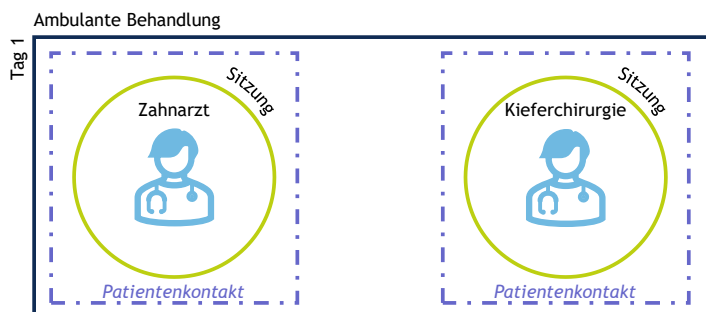 Ambulante Behandlung
Tag 1
Sitzung
Zahnarzt
Patientenkontakt
Sitzung
Kieferchirurgie
Patientenkontakt